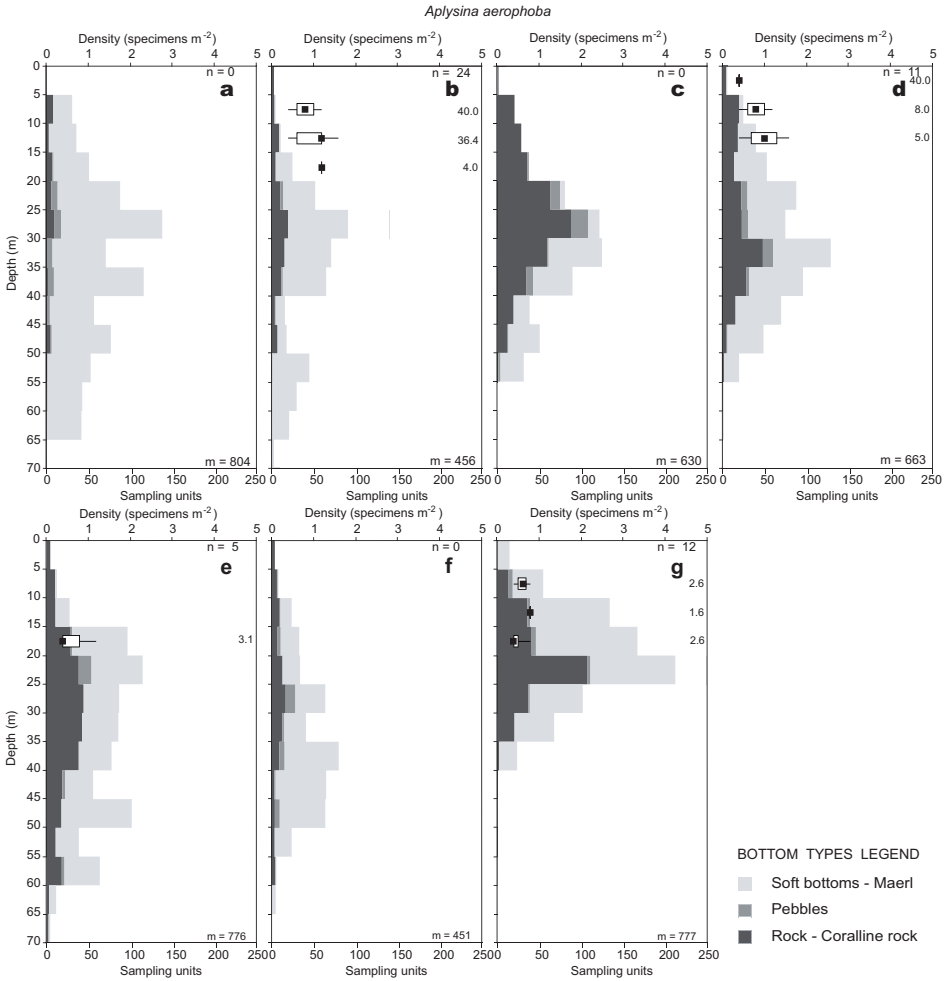 Aplysina aerophoba
Density (specimens m-2) Density (specimens m-2) Density (specimens m-2) Density (specimens m-2)
0 1 2 3 4 5 0 1 2 3 4 5 0 1 2 3 4 5 0 1 2 3 4 5
n = 0 n = 24 n = 0 n = 11
a b c d
40.0 36.4 4.0
40.0 8.0 5.0
Depth (m)
0 5 10 15 20 25 30 35 40 45 50 55 60 65 70
m = 804 m = 456 m = 630 m = 663
0 50 100 150 200 250 0 50 100 150 200 250 0 50 100 150 200 250 0 50 100 150 200 250
Sampling units Sampling units Sampling units Sampling units
Density (specimens m-2) Density (specimens m-2) Density (specimens m-2)
0 1 2 3 4 5 0 1 2 3 4 5 0 1 2 3 4 5
n = 5 n = 0 n = 12
e f g
3.1
2.6 1.6 2.6
Depth (m)
0 5 10 15 20 25 30 35 40 45 50 55 60 65 70
m = 776 m = 451 m = 777
0 50 100 150 200 250 0 50 100 150 200 250 0 50 100 150 200 250
Sampling units Sampling units Sampling units
BOTTOM TYPES LEGEND
Soft bottoms - Maerl
Pebbles
Rock - Coralline rock